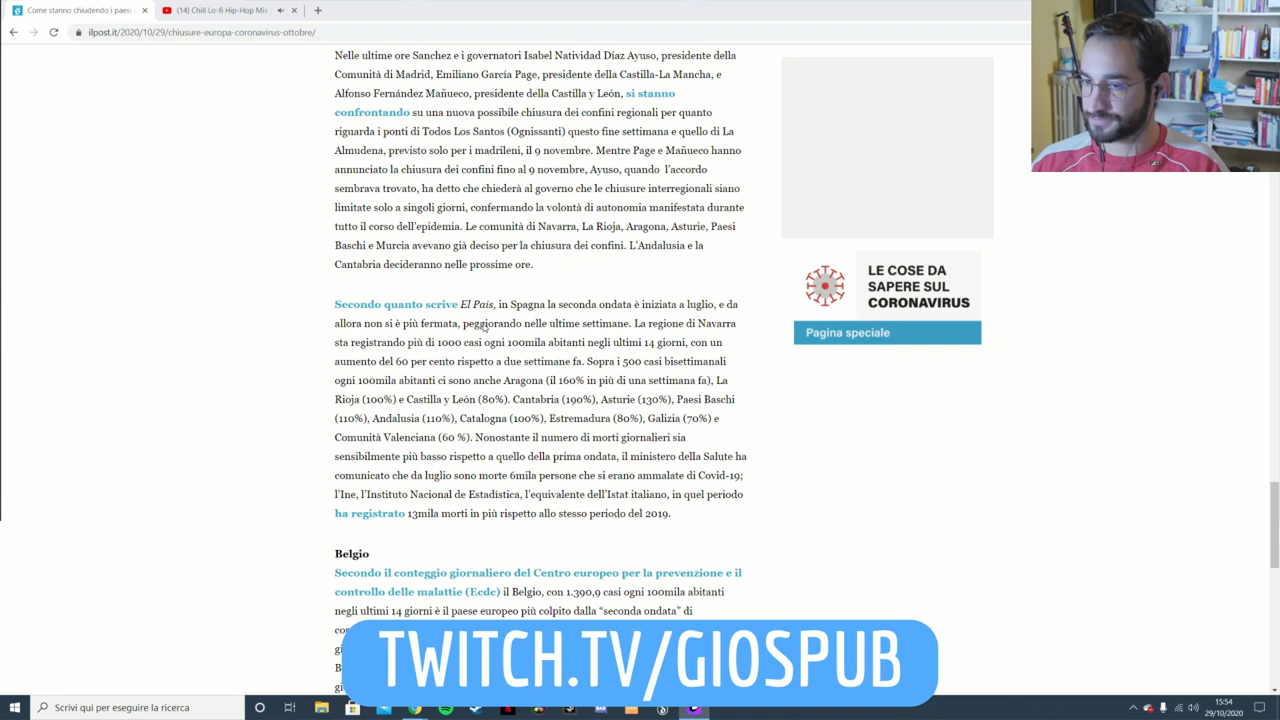 Come stanno chiudendo i paesi
(14) Chill Lo-fi Hip-Hop Mix
ilpost.it/2020/10/29/chiusure-europa-coronavirus-ottobre/
Nelle ultime ore Sanchez e i governatori Isabel Natividad Díaz Ayuso, presidente della
Comunità di Madrid, Emiliano García Page, presidente della Castilla-La Mancha, e
Alfonso Fernández Mañueco, presidente della Castilla y León, si stanno
confrontando su una nuova possibile chiusura dei confini regionali per quanto
riguarda i ponti di Todos Los Santos (Ognissanti) questo fine settimana e quello di La
Almudena, previsto solo per i madrileni, il 9 novembre. Mentre Page e Mañueco hanno
annunciato la chiusura dei confini fino al 9 novembre, Ayuso, quando l'accordo
sembrava trovato, ha detto che chiederà al governo che le chiusure interregionali siano
limitate solo a singoli giorni, confermando la volontà di autonomia manifestata durante
tutto il corso dell'epidemia. Le comunità di Navarra, La Rioja, Aragona, Asturie, Paesi
Baschi e Murcia avevano già deciso per la chiusura dei confini. L'Andalusia e la
Cantabria decideranno nelle prossime ore.
Secondo quanto scrive El País, in Spagna la seconda ondata è iniziata a luglio, e da
allora non si è più fermata, peggiorando nelle ultime settimane. La regione di Navarra
sta registrando più di 1000 casi ogni 100mila abitanti negli ultimi 14 giorni, con un
aumento del 60 per cento rispetto a due settimane fa. Sopra i 500 casi bisettimanali
ogni 100mila abitanti ci sono anche Aragona (il 160% in più di una settimana fa), La
Rioja (100%) e Castilla y León (80%). Cantabria (190%), Asturie (130%), Paesi Baschi
(110%), Andalusia (110%), Catalogna (100%), Estremadura (80%), Galizia (70%) e
Comunità Valenciana (60 %). Nonostante il numero di morti giornalieri sia
sensibilmente più basso rispetto a quello della prima ondata, il ministero della Salute ha
comunicato che da luglio sono morte 6mila persone che si erano ammalate di Covid-19;
l'Ine, l'Instituto Nacional de Estadística, l'equivalente dell'Istat italiano, in quel periodo
ha registrato 13mila morti in più rispetto allo stesso periodo del 2019.
Belgio
Secondo il conteggio giornaliero del Centro europeo per la prevenzione e il
controllo delle malattie (Ecdc) il Belgio, con 1.390,9 casi ogni 100mila abitanti
negli ultimi 14 giorni è il paese europeo più colpito dalla “seconda ondata” di
LE COSE DA
SAPERE SUL
CORONAVIRUS
Pagina speciale
TWITCH.TV/GIOSPUB
Scrivi qui per eseguire la ricerca
15:54
29/10/2020